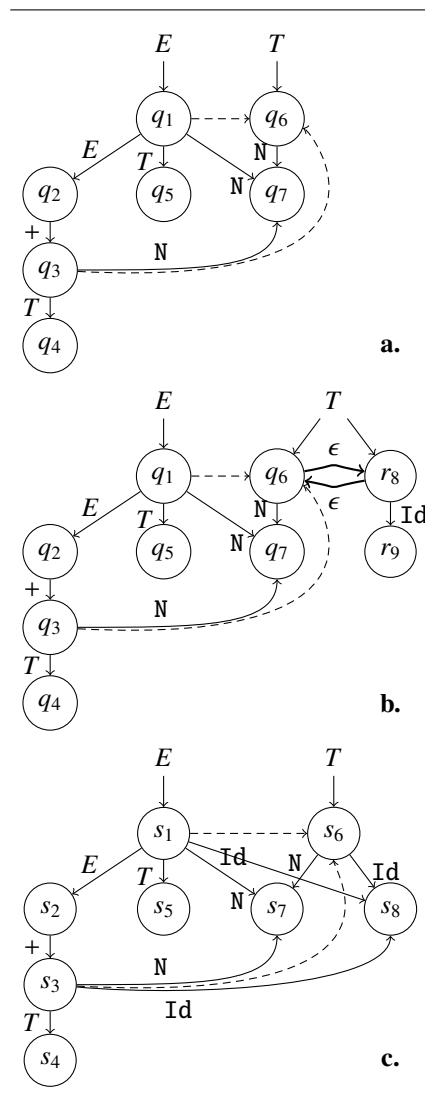 E T
q1 q6
E T N
q2 q5 N q7
+
q3 N
T
q4 a.
E T
ϵ
q1 q6 r8
ϵ
E T N Id
q2 q5 N q7 r9
+
q3 N
T
q4 b.
E T
s1 s6
E T Id N Id
s2 s5 N s7 s8
+
s3 N
Id
T
s4 c.